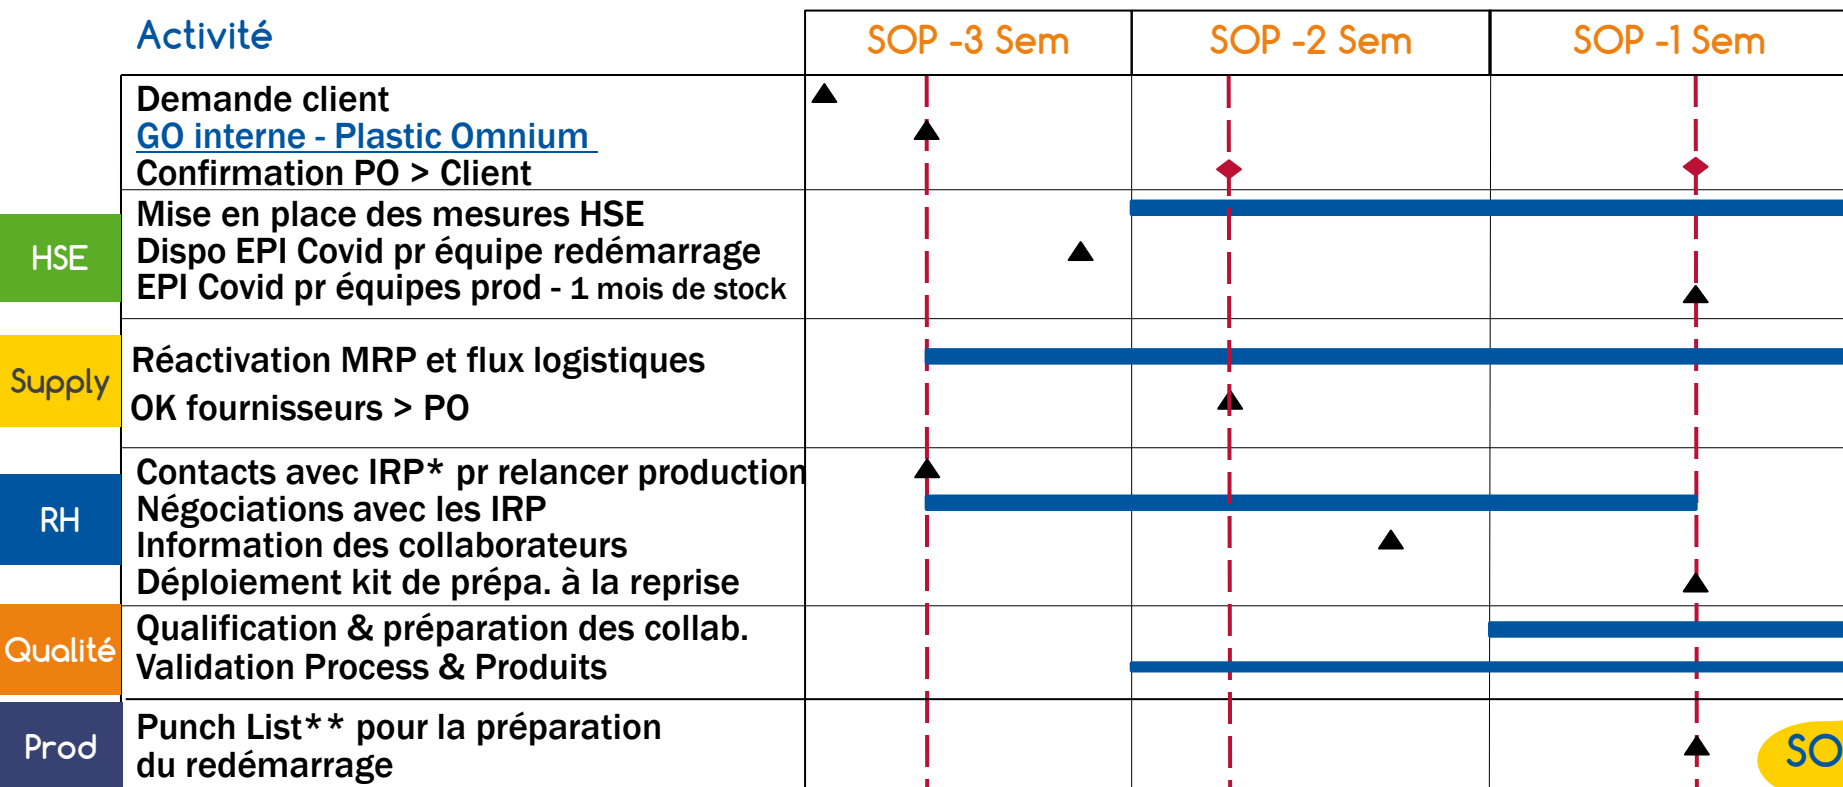 Activité
SOP -3 Sem
SOP -2 Sem
SOP -1 Sem
Demande client
GO interne - Plastic Omnium
Confirmation PO > Client
HSE
Mise en place des mesures HSE
Dispo EPI Covid pr équipe redémarrage
EPI Covid pr équipes prod - 1 mois de stock
Supply
Réactivation MRP et flux logistiques
OK fournisseurs > PO
RH
Contacts avec IRP* pr relancer production
Négociations avec les IRP
Information des collaborateurs
Déploiement kit de prépa. à la reprise
Qualité
Qualification & préparation des collab.
Validation Process & Produits
Prod
Punch List** pour la préparation
du redémarrage
SO